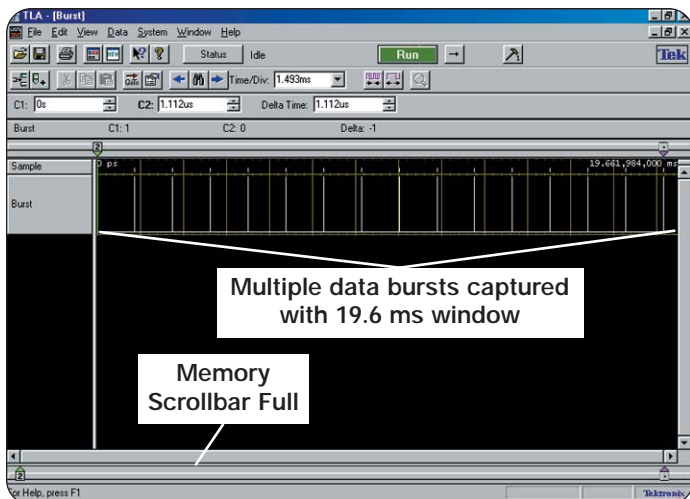 TLA - [Burst]
File Edit View Data System Window Help
Status Idle Run Tek
Time/Div: 1.493ms
C1: 0s C2: 1.112us Delta Time: 1.112us
Burst C1: 1 C2: 0 Delta: -1
2
Sample 0 ps 19.661,984,000 ms
Burst
Multiple data bursts captured
with 19.6 ms window
Memory
Scrollbar Full
2
For Help, press F1 Tektronix